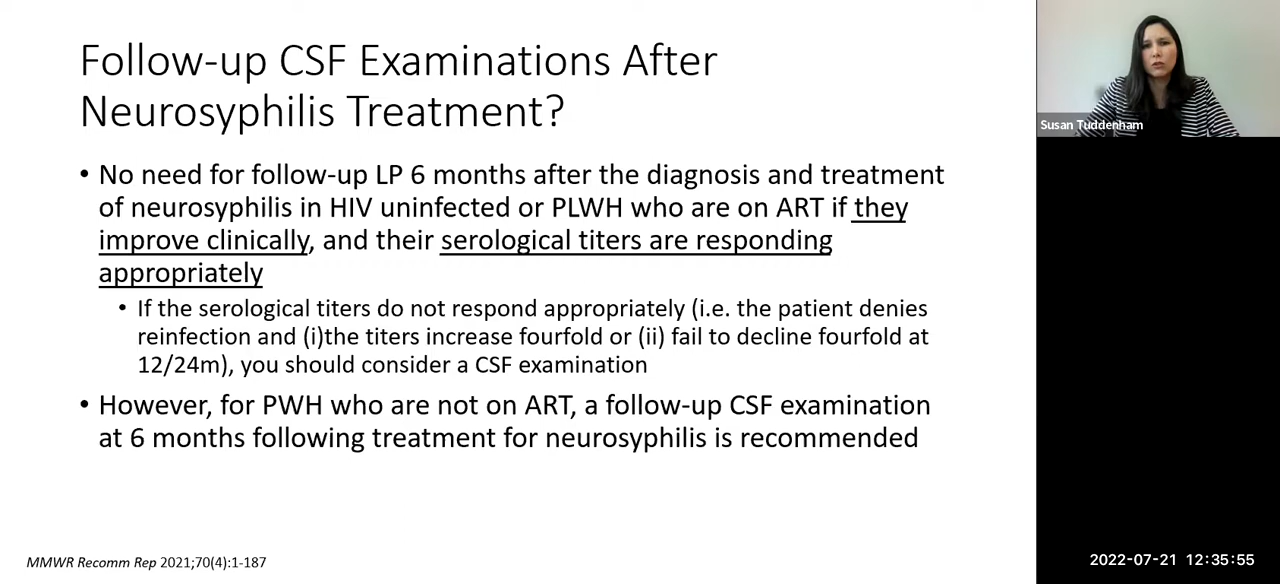 Follow-up CSF Examinations After
Neurosyphilis Treatment?
• No need for follow-up LP 6 months after the diagnosis and treatment
of neurosyphilis in HIV uninfected or PLWH who are on ART if they
improve clinically, and their serological titers are responding
appropriately
• If the serological titers do not respond appropriately (i.e. the patient denies
reinfection and (i)the titers increase fourfold or (ii) fail to decline fourfold at
12/24m), you should consider a CSF examination
• However, for PWH who are not on ART, a follow-up CSF examination
at 6 months following treatment for neurosyphilis is recommended
MMWR Recomm Rep 2021;70(4):1-187
Susan Tuddenham
2022-07-21 12:35:55